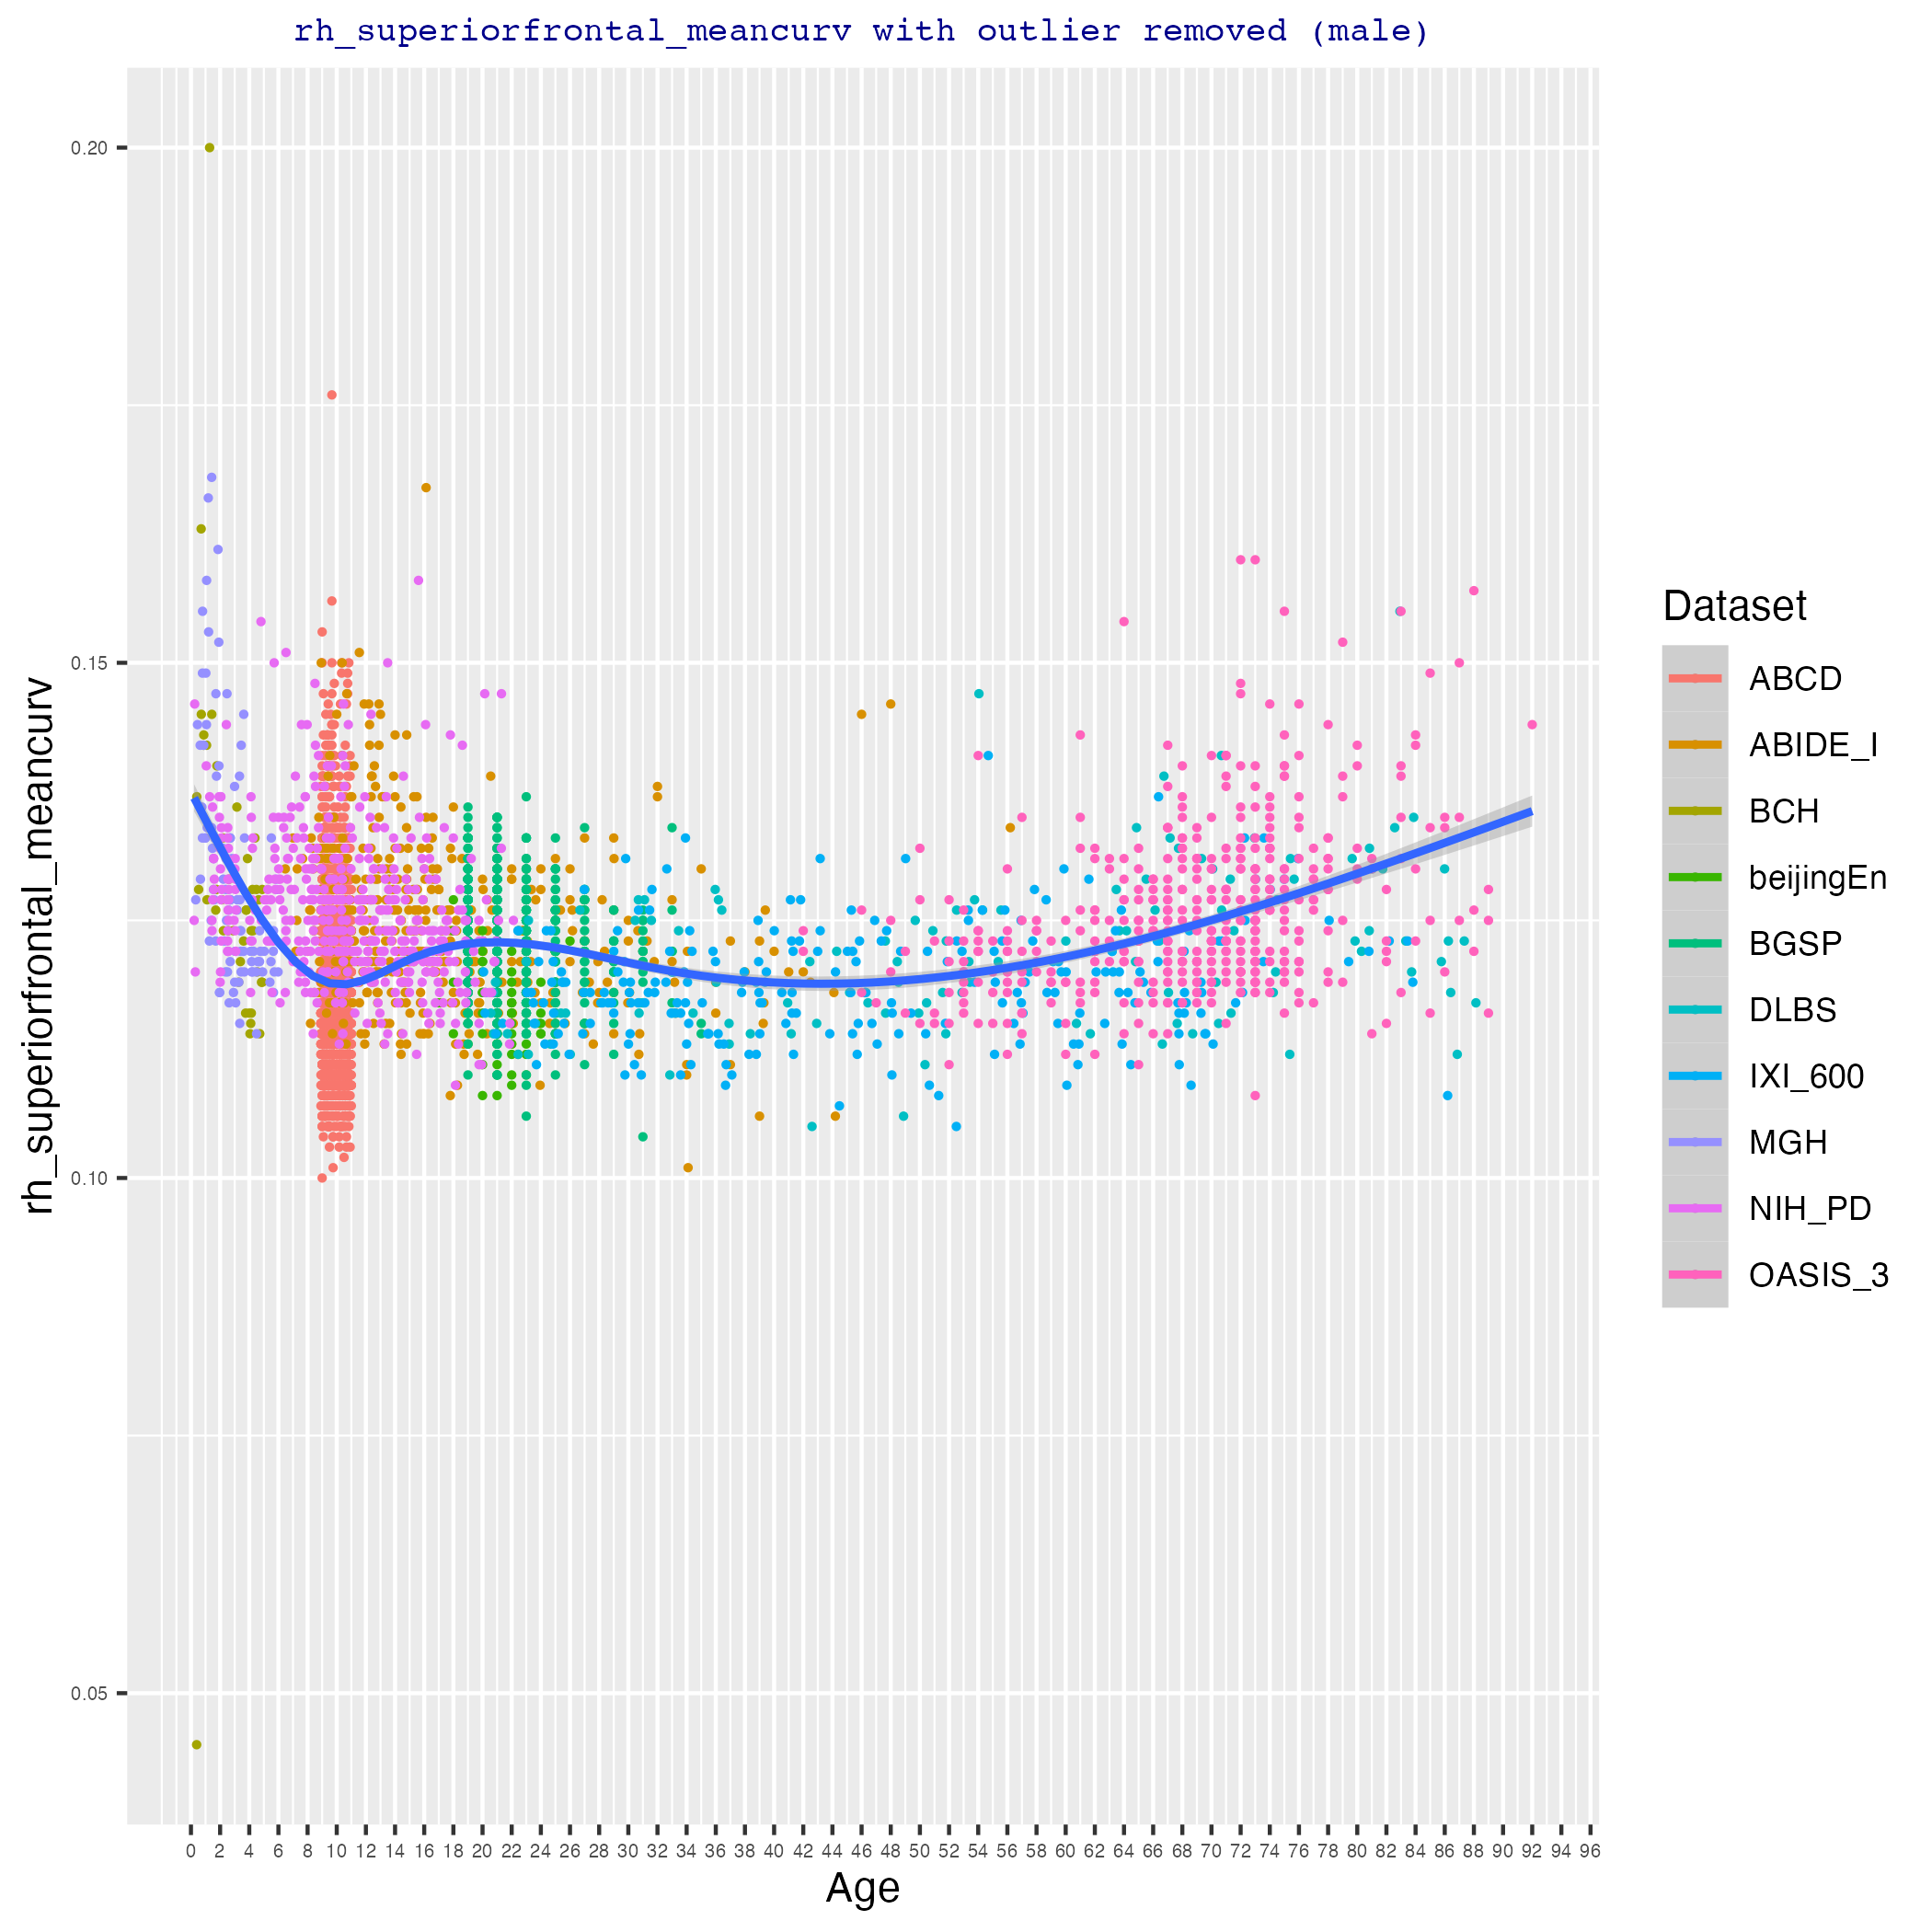 rh_superiorfrontal_meancurv with outlier removed (male)
rh_superiorfrontal_meancurv
0.20
0.15
0.10
0.05
0 2 4 6 8 10 12 14 16 18 20 22 24 26 28 30 32 34 36 38 40 42 44 46 48 50 52 54 56 58 60 62 64 66 68 70 72 74 76 78 80 82 84 86 88 90 92 94 96
Age
Dataset
ABCD
ABIDE_I
BCH
beijingEn
BGSP
DLBS
IXI_600
MGH
NIH_PD
OASIS_3